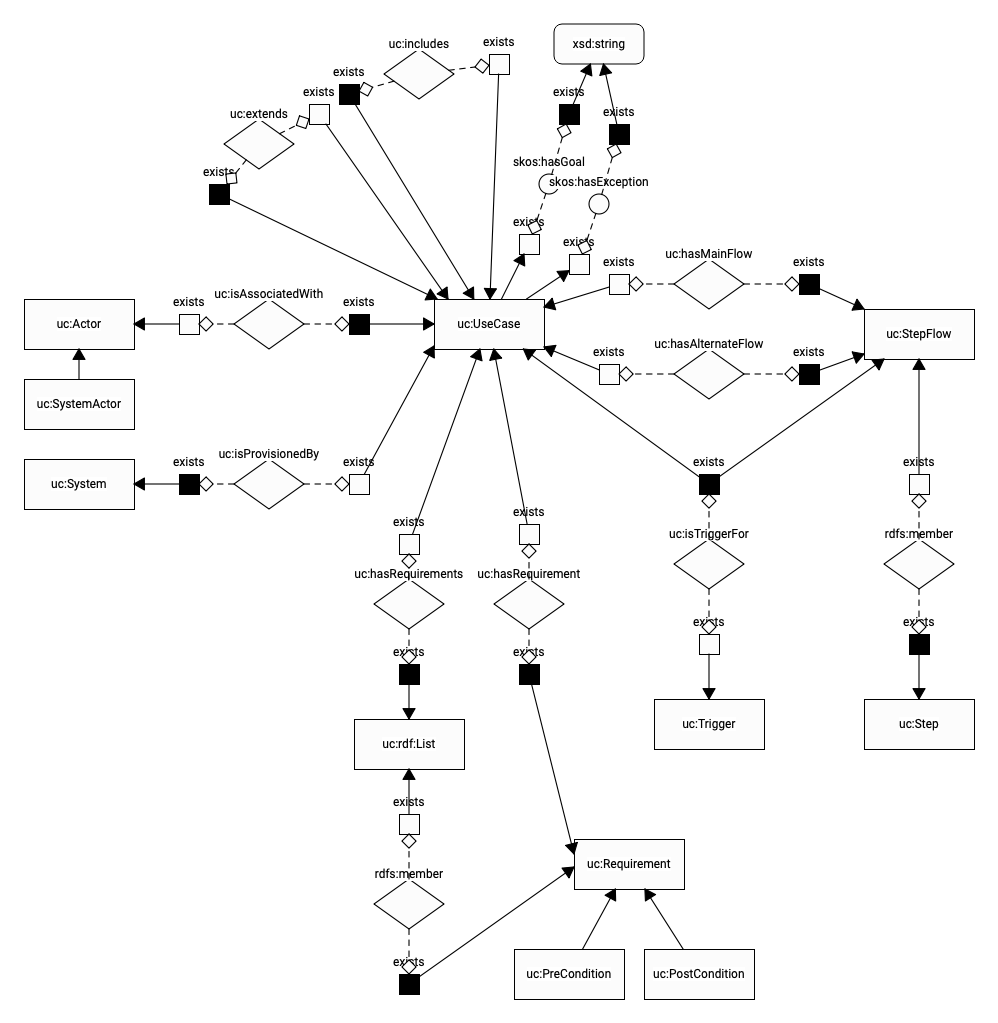 uc:includes
exists
xsd:string
exists
exists
exists
uc:extends
exists
exists
skos:hasGoal
exists
skos:hasException
exists
exists
uc:hasMainFlow
exists
exists
uc:isAssociatedWith
exists
exists
uc:Actor
uc:UseCase
uc:StepFlow
uc:hasAlternateFlow
exists
exists
uc:SystemActor
uc:isProvisionedBy
exists
exists
exists
exists
uc:System
exists
exists
uc:isTriggerFor
rdfs:member
uc:hasRequirements
uc:hasRequirement
exists
exists
exists
exists
uc:Trigger
uc:Step
uc:rdf:List
exists
uc:Requirement
rdfs:member
exists
uc:PreCondition
uc:PostCondition